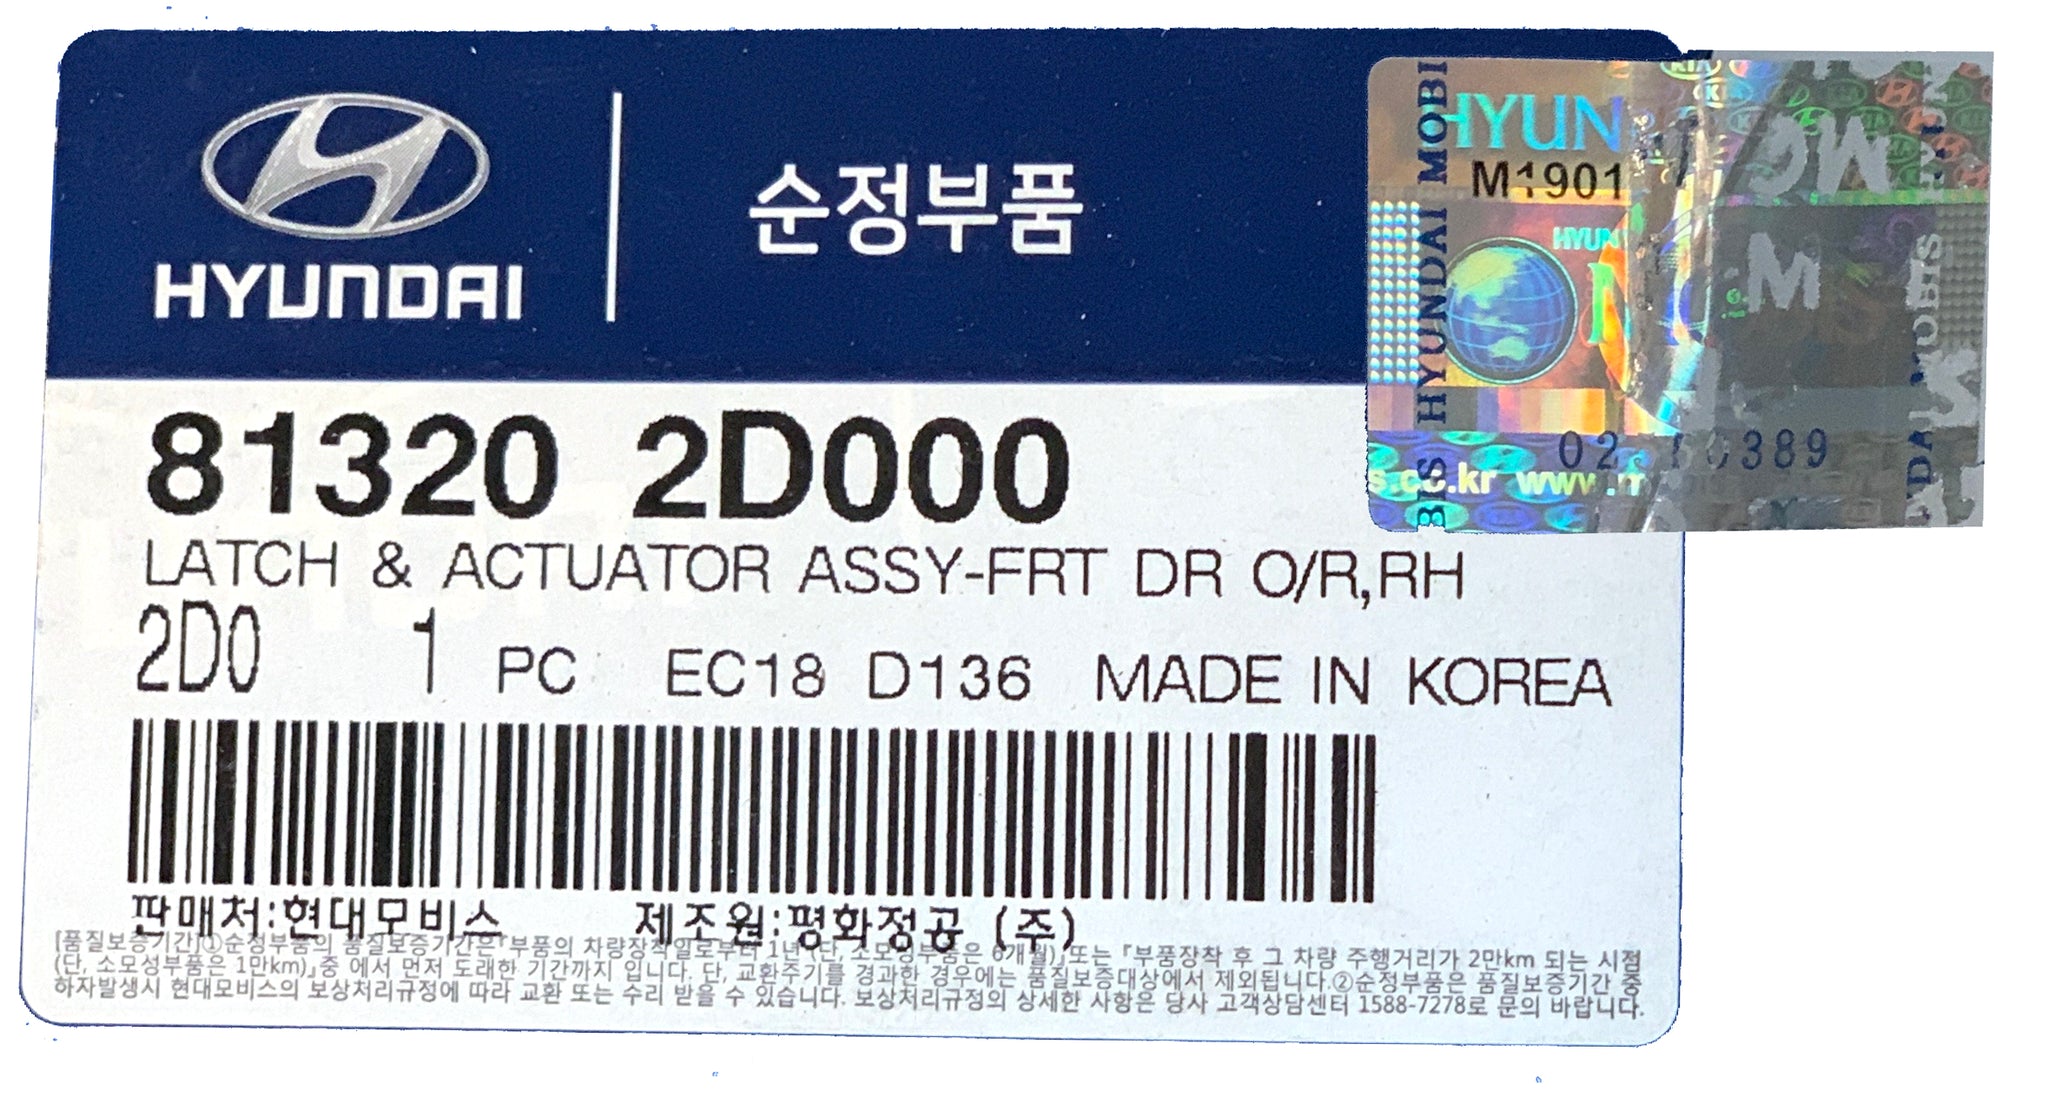 HYUNDAI
순정부품
81320 2D000
LATCH & ACTUATOR ASSY-FRT DR O/R,RH
2D0 1 PC EC18 D136 MADE IN KOREA
판매처:현대모비스 제조원:평화정공 (주)
[품질보증기간]①순정부품의 품질보증기간은「부품의 차량장착일로부터 1년(단, 소모성부품은 6개월)」또는 「부품장착 후 그 차량 주행거리가 2만km 되는 시점
(단, 소모성부품은 1만km)」중 에서 먼저 도래한 기간까지 입니다. 단, 교환주기를 경과한 경우에는 품질보증대상에서 제외됩니다.②순정부품은 품질보증기간 중
하자발생시 현대모비스의 보상처리규정에 따라 교환 또는 수리 받을 수 있습니다. 보상처리규정의 상세한 사항은 당사 고객상담센터 1588-7278로 문의 바랍니다.
HYUN
M1901
HYUN
BIS HYUNDAI MOBI
s.co.kr www.m